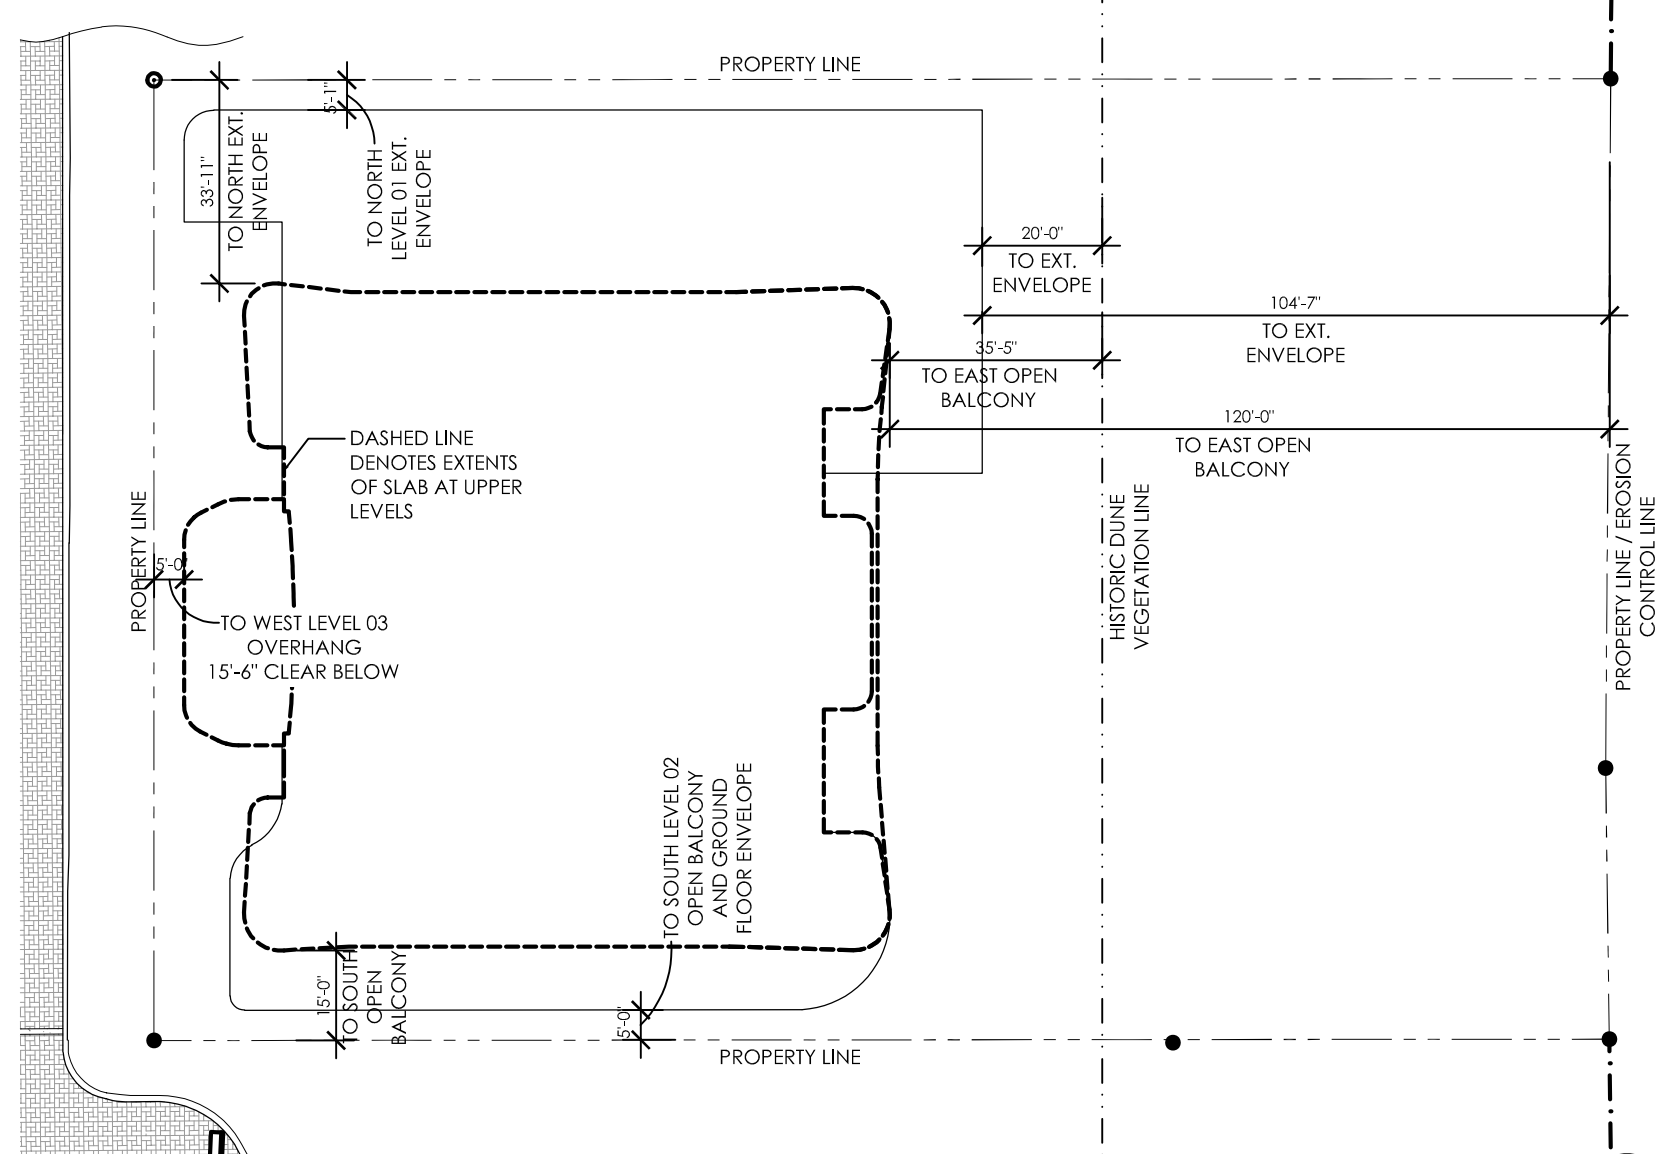 PROPERTY LINE
5'-1"
33'-11"
TO NORTH EXT.
ENVELOPE
TO NORTH
LEVEL 01 EXT.
ENVELOPE
20'-0"
TO EXT.
ENVELOPE
104'-7"
TO EXT.
ENVELOPE
35'-5"
TO EAST OPEN
BALCONY
120'-0"
TO EAST OPEN
BALCONY
DASHED LINE
DENOTES EXTENTS
OF SLAB AT UPPER
LEVELS
PROPERTY LINE
5'-0"
TO WEST LEVEL 03
OVERHANG
15'-6" CLEAR BELOW
HISTORIC DUNE
VEGETATION LINE
PROPERTY LINE / EROSION
CONTROL LINE
TO SOUTH LEVEL 02
OPEN BALCONY
AND GROUND
FLOOR ENVELOPE
15'-0"
TO SOUTH
OPEN
BALCONY
5'-0"
PROPERTY LINE